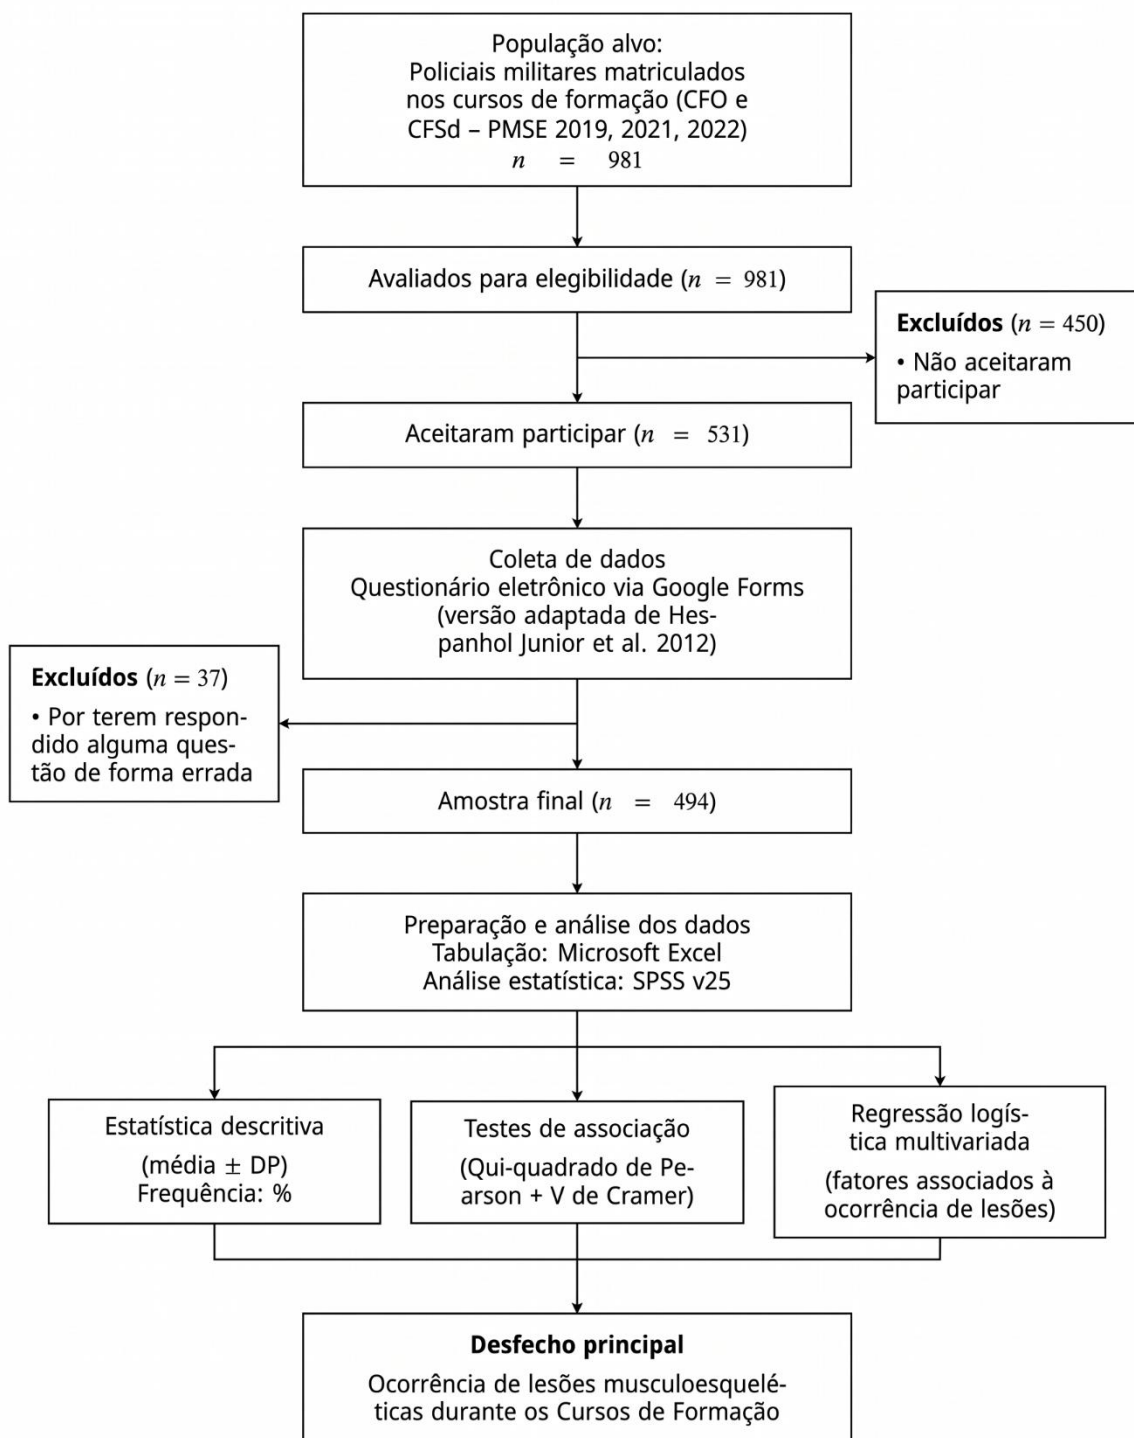 População alvo:
Policiais militares matriculados
nos cursos de formação (CFO e
CFSd – PMSE 2019, 2021, 2022)
n = 981
Avaliados para elegibilidade (n = 981)
Excluídos (n = 450)
• Não aceitaram
participar
Aceitaram participar (n = 531)
Coleta de dados
Questionário eletrônico via Google Forms
(versão adaptada de Hes-
panhol Junior et al. 2012)
Excluídos (n = 37)
• Por terem respon-
dido alguma ques-
tão de forma errada
Amostra final (n = 494)
Preparação e análise dos dados
Tabulação: Microsoft Excel
Análise estatística: SPSS v25
Estatística descritiva
(média ± DP)
Frequência: %
Testes de associação
(Qui-quadrado de Pe-
arson + V de Cramer)
Regressão logís-
tica multivariada
(fatores associados à
ocorrência de lesões)
Desfecho principal
Ocorrência de lesões musculoesquelé-
ticas durante os Cursos de Formação